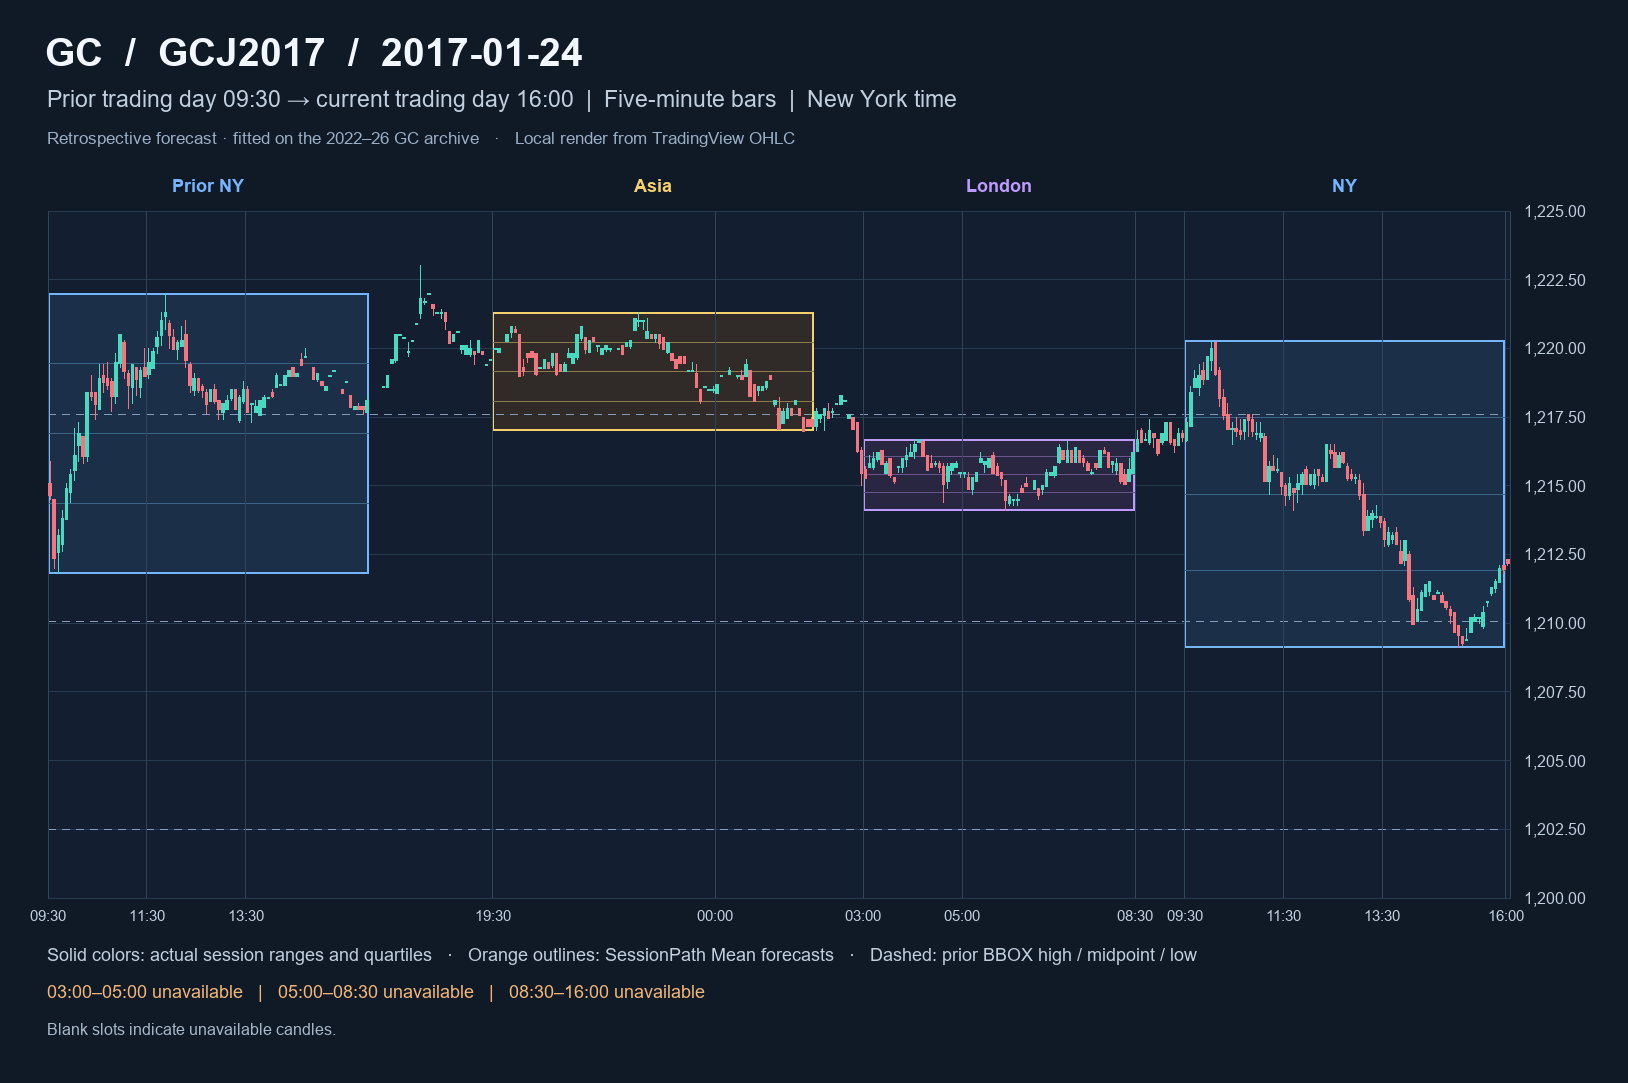 GC / GCJ2017 / 2017-01-24
Prior trading day 09:30 → current trading day 16:00 | Five-minute bars | New York time
Retrospective forecast · fitted on the 2022–26 GC archive · Local render from TradingView OHLC
Prior NY Asia London NY
1,225.00
1,222.50
1,220.00
1,217.50
1,215.00
1,212.50
1,210.00
1,207.50
1,205.00
1,202.50
1,200.00
09:30 11:30 13:30 19:30 00:00 03:00 05:00 08:30 09:30 11:30 13:30 16:00
Solid colors: actual session ranges and quartiles · Orange outlines: SessionPath Mean forecasts · Dashed: prior BBOX high / midpoint / low
03:00–05:00 unavailable | 05:00–08:30 unavailable | 08:30–16:00 unavailable
Blank slots indicate unavailable candles.